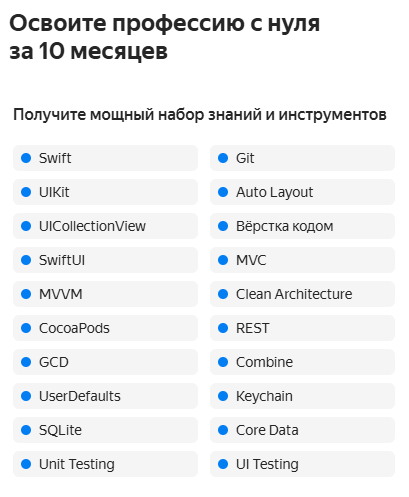 Освоите профессию с нуля
за 10 месяцев
Получите мощный набор знаний и инструментов
Swift
Git
UIKit
Auto Layout
UICollectionView
Вёрстка кодом
SwiftUI
MVC
MVVM
Clean Architecture
CocoaPods
REST
GCD
Combine
UserDefaults
Keychain
SQLite
Core Data
Unit Testing
UI Testing